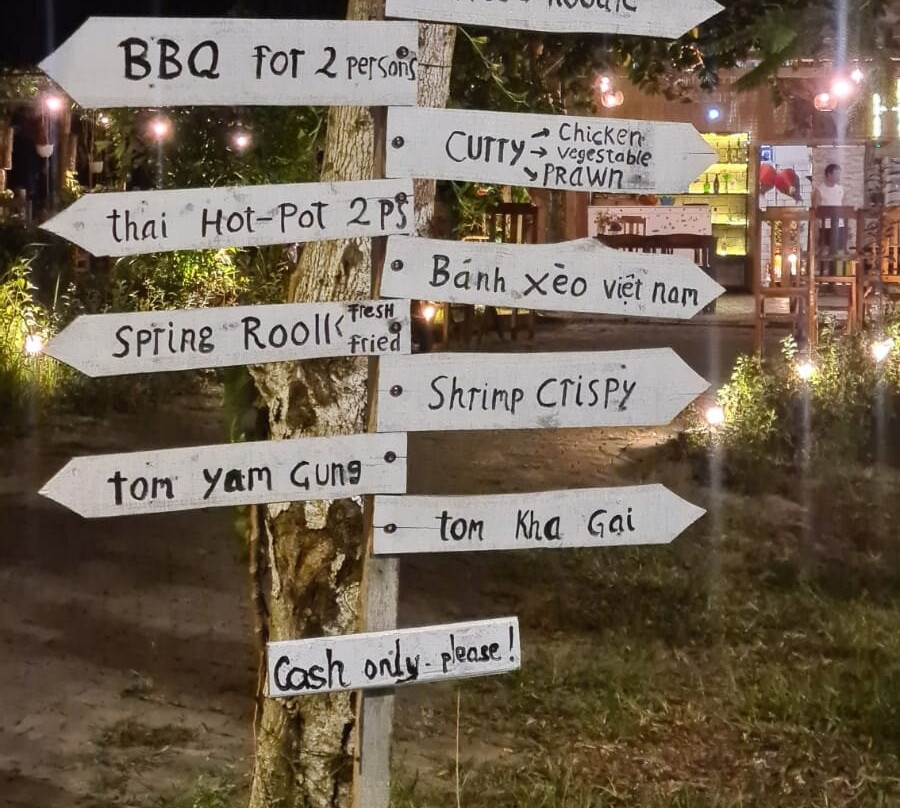 BBQ for 2 persons
Curry → Chicken
→ vegestable
↘ PRAWN
thai Hot-Pot 2 PS
Bánh xèo việt nam
Spring Rooll < fresh
fried
Shrimp CRISPY
tom yam Gung
tom Kha Gai
Cash only - please!